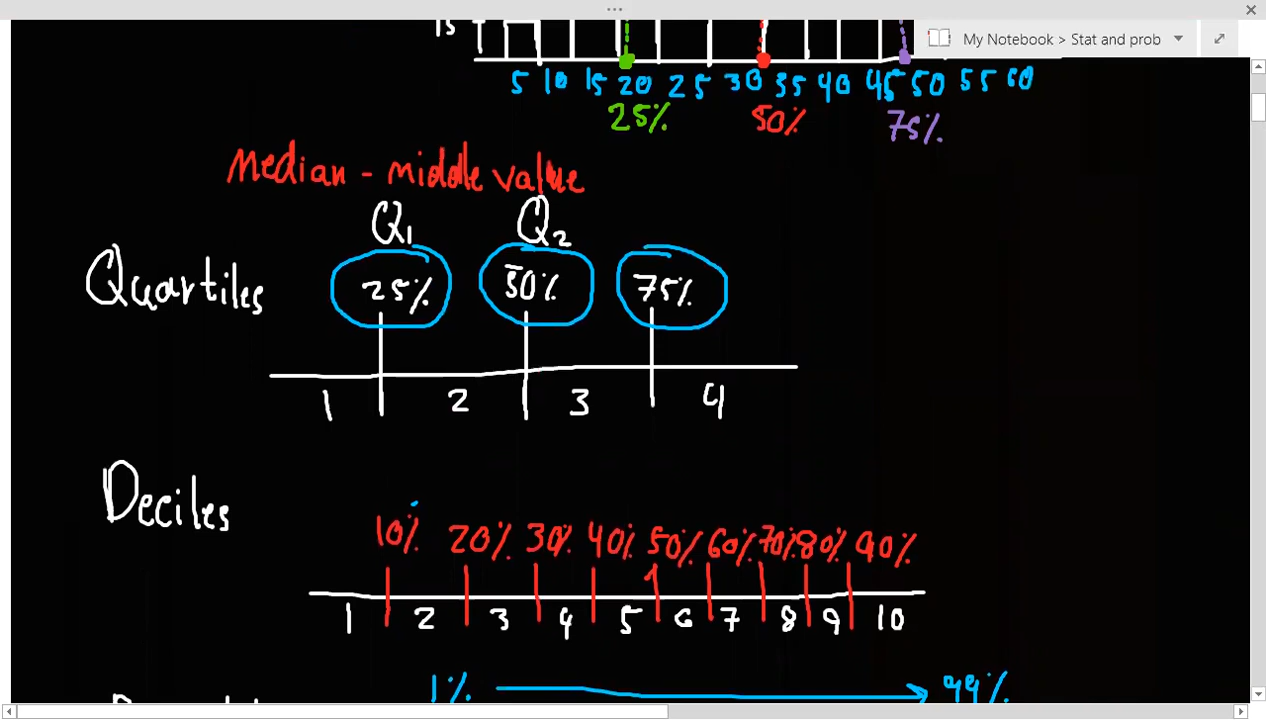 ...
15
My Notebook > Stat and prob
5 10 15 20 25 30 35 40 45 50 55 60
25% 50% 75%
Median - middle value
Q1 Q2
Quartiles 25% 50% 75%
1 2 3 4
Deciles
10% 20% 30% 40% 50% 60% 70% 80% 90%
1 2 3 4 5 6 7 8 9 10
1% 99%